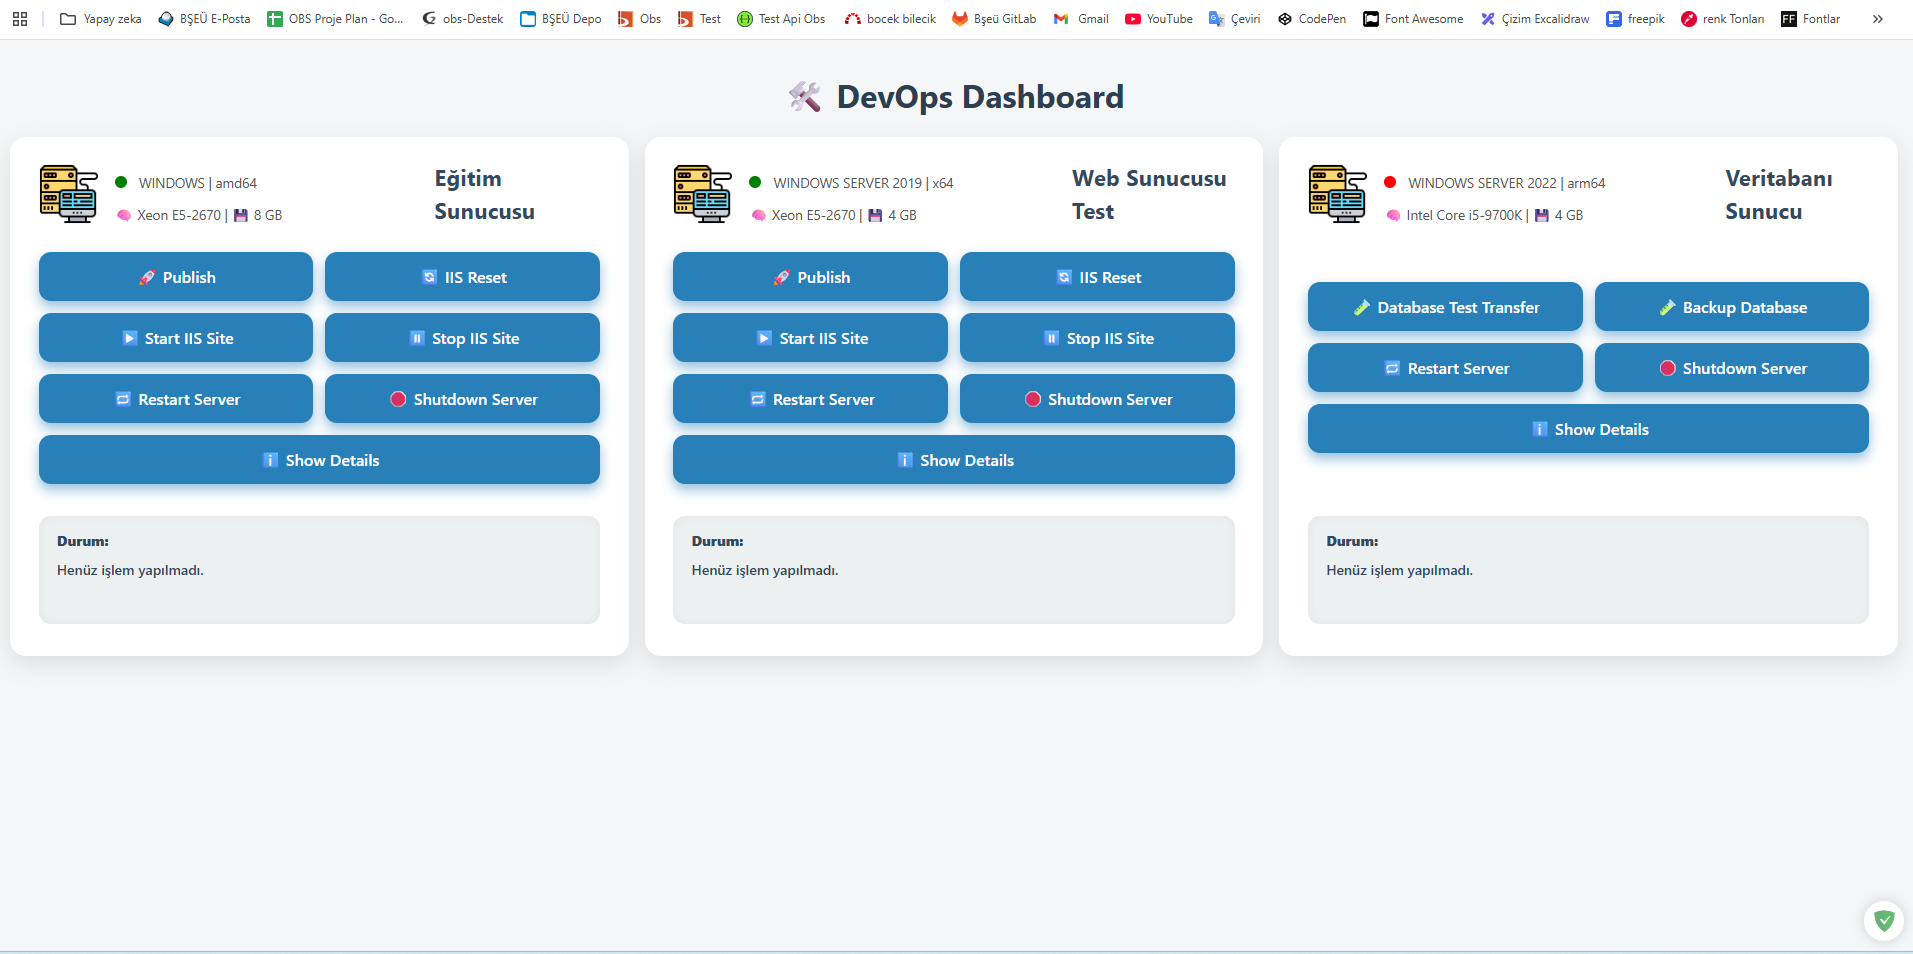 Yapay zeka BŞEÜ E-Posta OBS Proje Plan - Go... obs-Destek BŞEÜ Depo Obs Test Test Api Obs bocek bilecik Bşeü GitLab Gmail YouTube Çeviri CodePen Font Awesome Çizim Excalidraw freepik renk Tonları FF Fontlar »
DevOps Dashboard
WINDOWS | amd64
Xeon E5-2670 | 8 GB
Eğitim
Sunucusu
Publish
IIS Reset
Start IIS Site
Stop IIS Site
Restart Server
Shutdown Server
Show Details
Durum:
Henüz işlem yapılmadı.
WINDOWS SERVER 2019 | x64
Xeon E5-2670 | 4 GB
Web Sunucusu
Test
Publish
IIS Reset
Start IIS Site
Stop IIS Site
Restart Server
Shutdown Server
Show Details
Durum:
Henüz işlem yapılmadı.
WINDOWS SERVER 2022 | arm64
Intel Core i5-9700K | 4 GB
Veritabanı
Sunucu
Database Test Transfer
Backup Database
Restart Server
Shutdown Server
Show Details
Durum:
Henüz işlem yapılmadı.